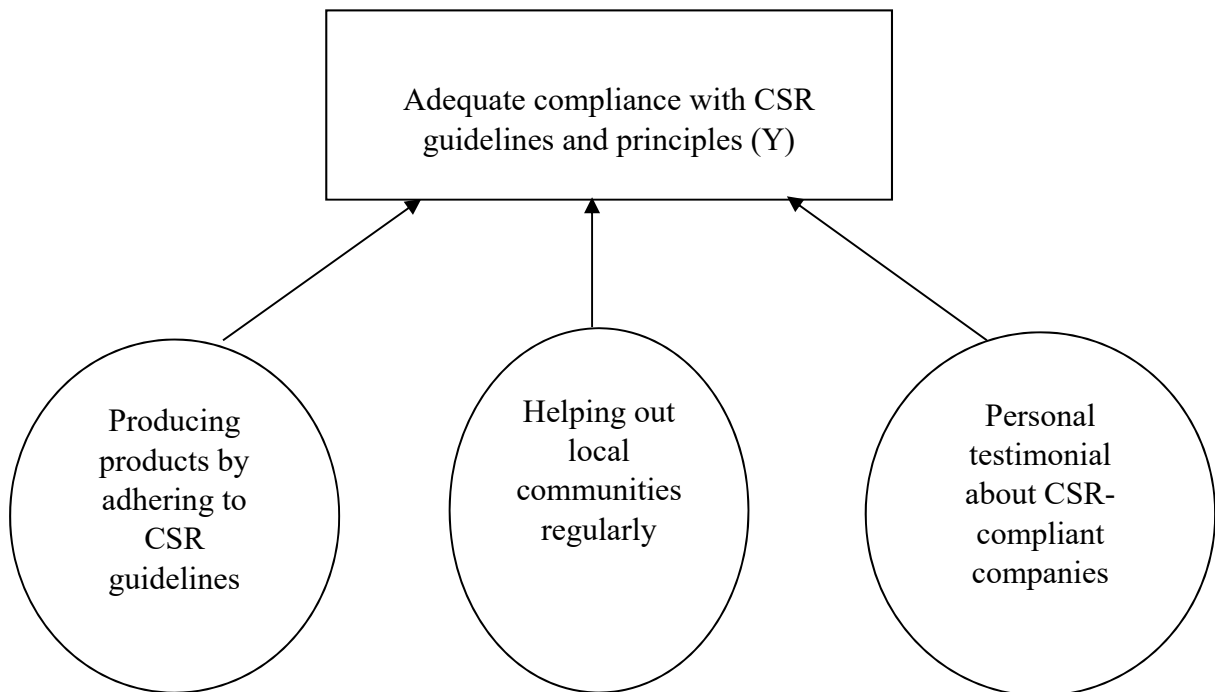 Adequate compliance with CSR
guidelines and principles (Y)
Producing
products by
adhering to
CSR
guidelines
Helping out
local
communities
regularly
Personal
testimonial
about CSR-
compliant
companies